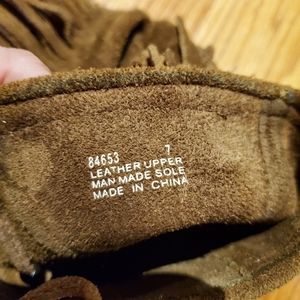 84653 7
LEATHER UPPER
MAN MADE SOLE
MADE IN CHINA